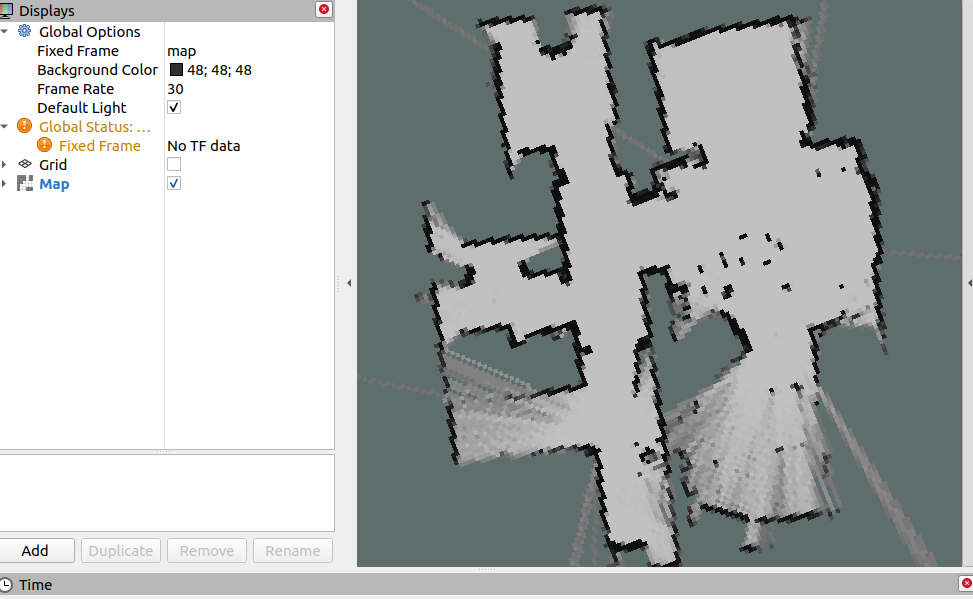 Displays
Global Options
Fixed Frame map
Background Color 48; 48; 48
Frame Rate 30
Default Light
Global Status: ...
Fixed Frame No TF data
Grid
Map
Add Duplicate Remove Rename
Time